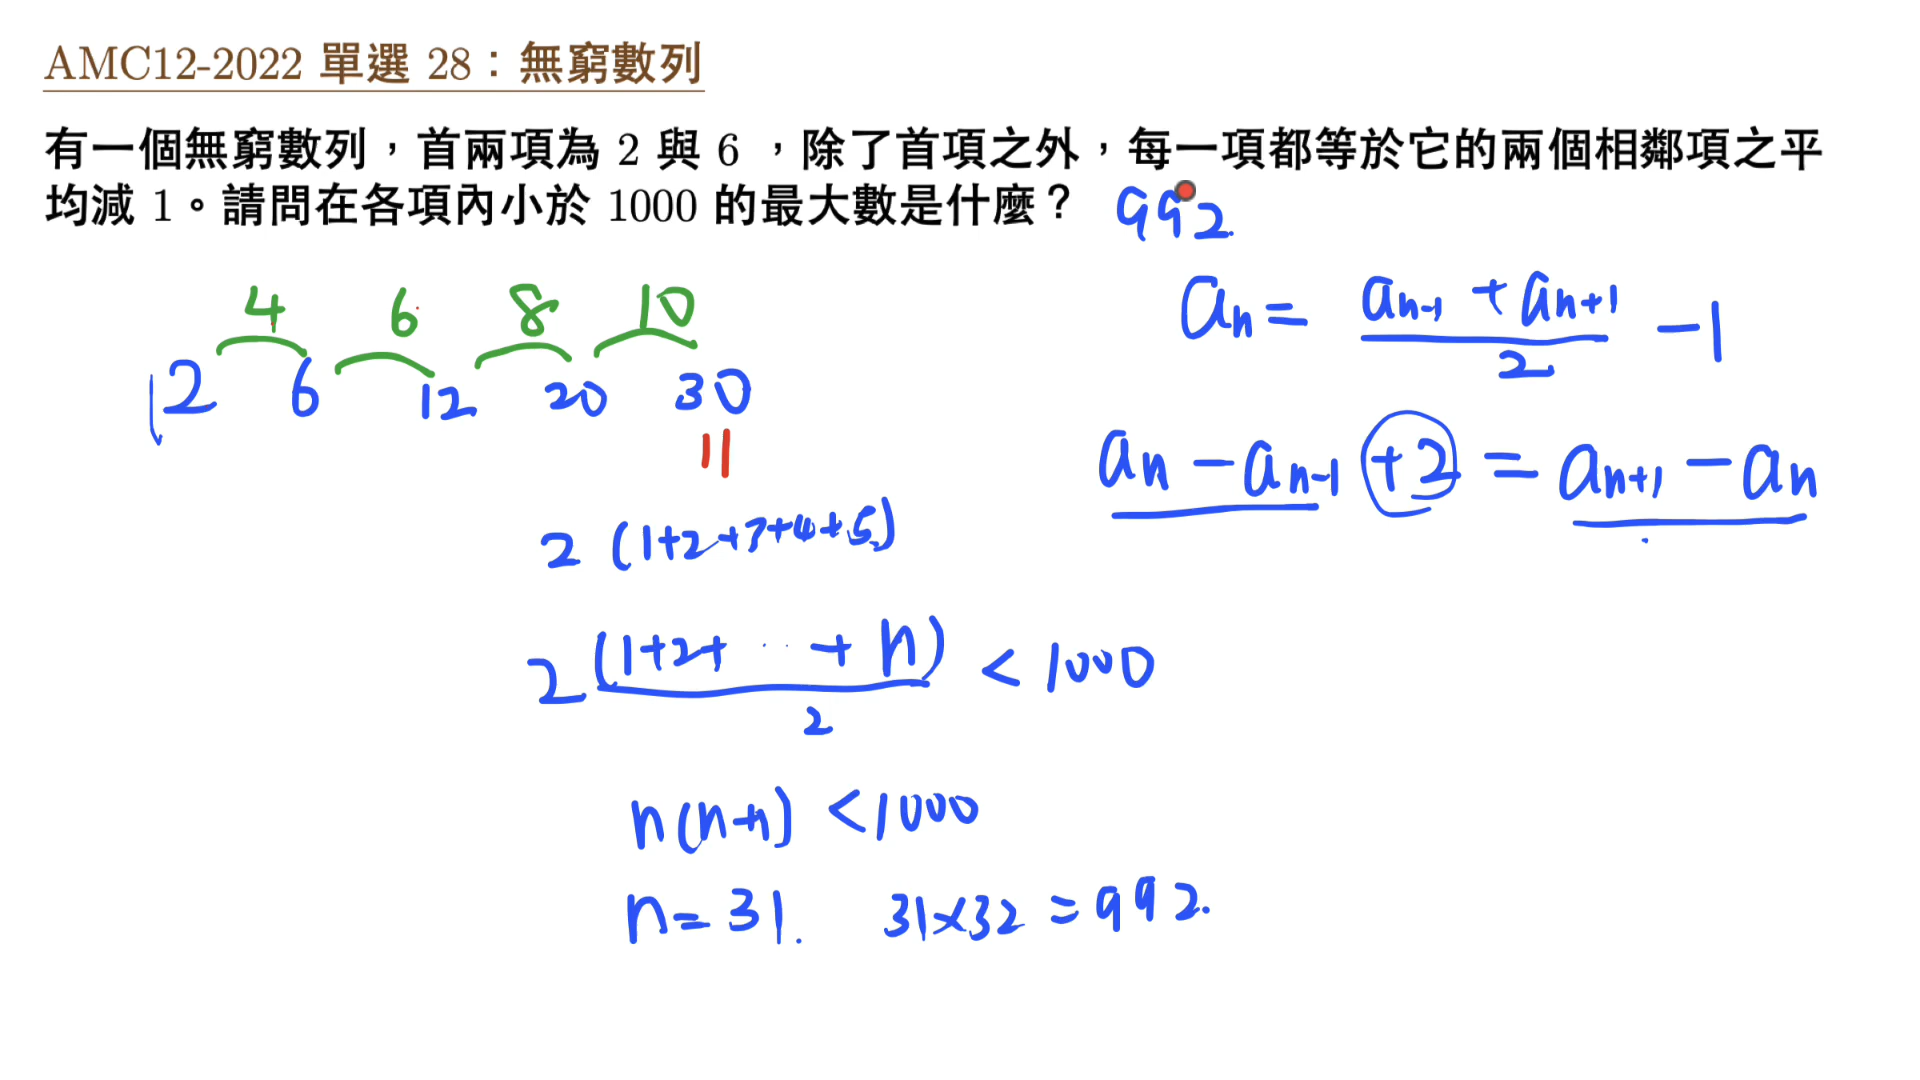 AMC12-2022 單選 28：無窮數列
有一個無窮數列，首兩項為 2 與 6 ，除了首項之外，每一項都等於它的兩個相鄰項之平
均減 1。請問在各項內小於 1000 的最大數是什麼？ 992.
4 6 8 10
2 6 12 20 30
11
aₙ = (aₙ₋₁ + aₙ₊₁)/2 − 1
aₙ − aₙ₋₁ +2 = aₙ₊₁ − aₙ
2 (1+2+3+4+5)
2 (1+2+ ⋯ + n)/2 < 1000
n(n+1) < 1000
n = 31. 31×32 = 992.